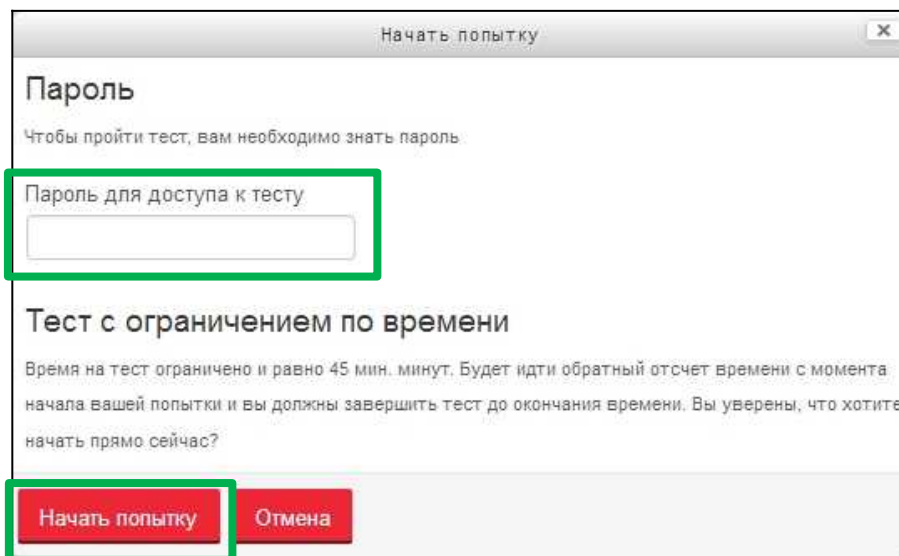 Начать попытку
Пароль
Чтобы пройти тест, вам необходимо знать пароль
Пароль для доступа к тесту
Тест с ограничением по времени
Время на тест ограничено и равно 45 мин. минут. Будет идти обратный отсчет времени с момента
начала вашей попытки и вы должны завершить тест до окончания времени. Вы уверены, что хотите
начать прямо сейчас?
Начать попытку Отмена